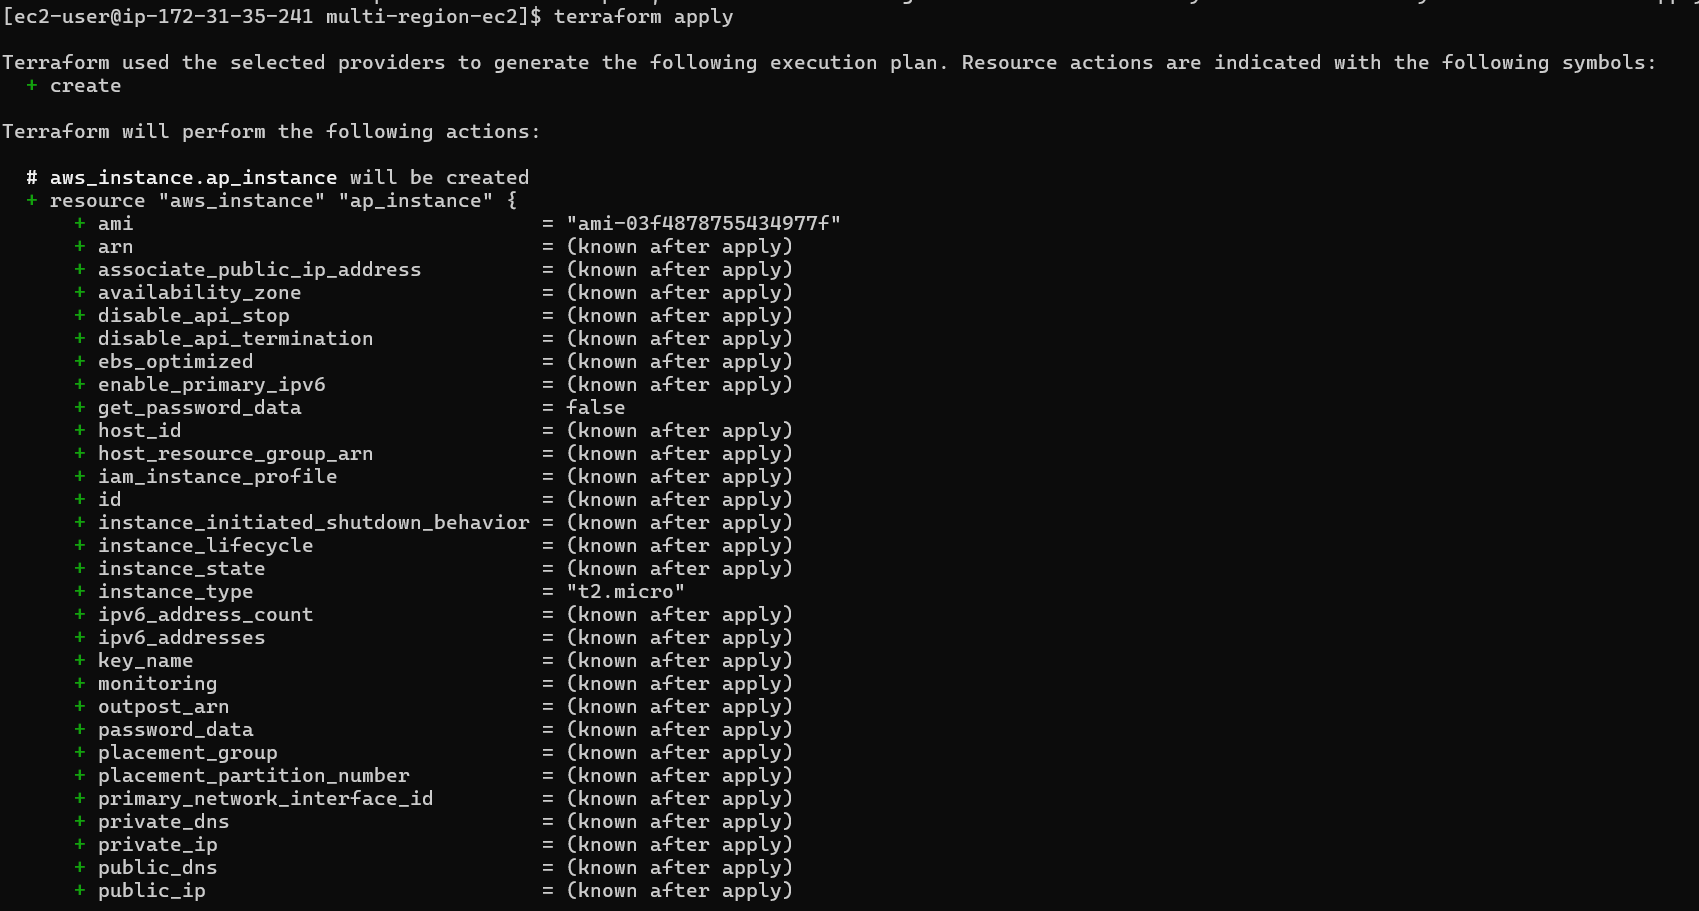 [ec2-user@ip-172-31-35-241 multi-region-ec2]$ terraform apply
Terraform used the selected providers to generate the following execution plan. Resource actions are indicated with the following symbols:
+ create
Terraform will perform the following actions:
# aws_instance.ap_instance will be created
+ resource "aws_instance" "ap_instance" {
+ ami = "ami-03f4878755434977f"
+ arn = (known after apply)
+ associate_public_ip_address = (known after apply)
+ availability_zone = (known after apply)
+ disable_api_stop = (known after apply)
+ disable_api_termination = (known after apply)
+ ebs_optimized = (known after apply)
+ enable_primary_ipv6 = (known after apply)
+ get_password_data = false
+ host_id = (known after apply)
+ host_resource_group_arn = (known after apply)
+ iam_instance_profile = (known after apply)
+ id = (known after apply)
+ instance_initiated_shutdown_behavior = (known after apply)
+ instance_lifecycle = (known after apply)
+ instance_state = (known after apply)
+ instance_type = "t2.micro"
+ ipv6_address_count = (known after apply)
+ ipv6_addresses = (known after apply)
+ key_name = (known after apply)
+ monitoring = (known after apply)
+ outpost_arn = (known after apply)
+ password_data = (known after apply)
+ placement_group = (known after apply)
+ placement_partition_number = (known after apply)
+ primary_network_interface_id = (known after apply)
+ private_dns = (known after apply)
+ private_ip = (known after apply)
+ public_dns = (known after apply)
+ public_ip = (known after apply)